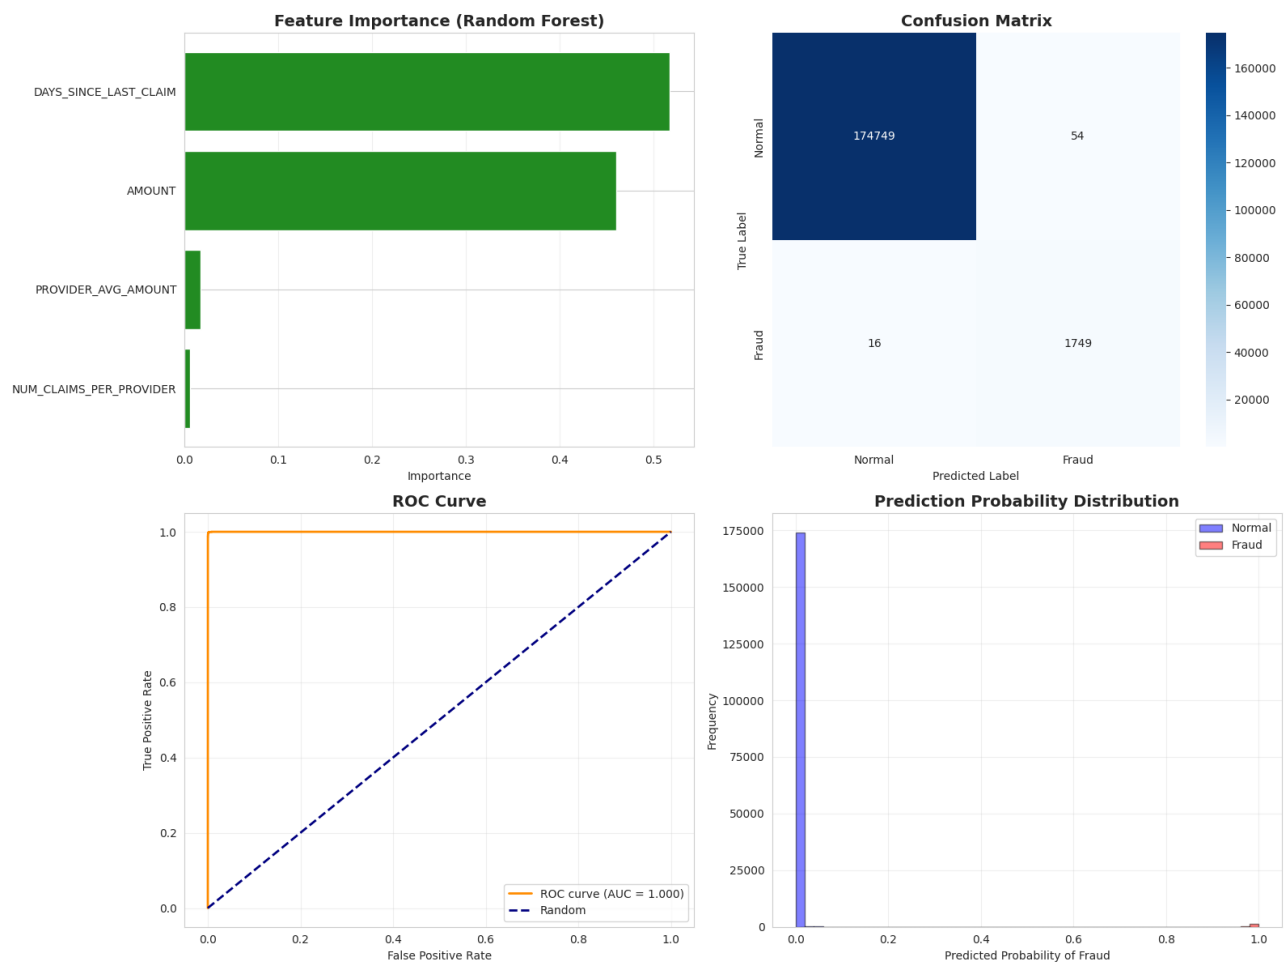 Feature Importance (Random Forest)
DAYS_SINCE_LAST_CLAIM
AMOUNT
PROVIDER_AVG_AMOUNT
NUM_CLAIMS_PER_PROVIDER
0.0 0.1 0.2 0.3 0.4 0.5
Importance
Confusion Matrix
True Label
Normal
174749 54
Fraud
16 1749
Normal Fraud
Predicted Label
160000
140000
120000
100000
80000
60000
40000
20000
ROC Curve
True Positive Rate
1.0
0.8
0.6
0.4
0.2
0.0
ROC curve (AUC = 1.000)
Random
0.0 0.2 0.4 0.6 0.8 1.0
False Positive Rate
Prediction Probability Distribution
Normal
Fraud
Frequency
175000
150000
125000
100000
75000
50000
25000
0
0.0 0.2 0.4 0.6 0.8 1.0
Predicted Probability of Fraud